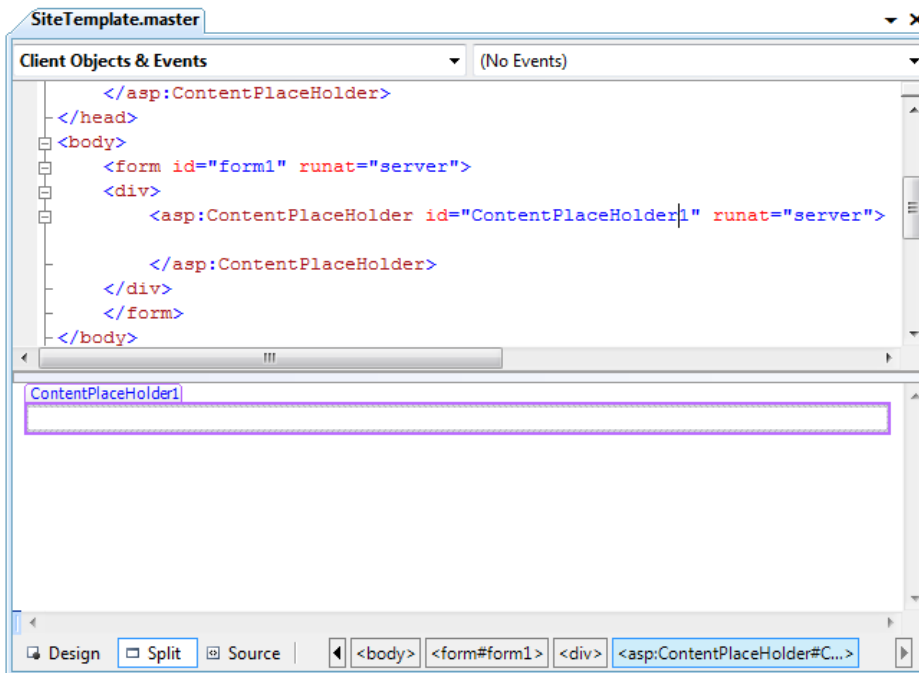 SiteTemplate.master
Client Objects & Events (No Events)
</asp:ContentPlaceHolder>
</head>
<body>
<form id="form1" runat="server">
<div>
<asp:ContentPlaceHolder id="ContentPlaceHolder1" runat="server">
</asp:ContentPlaceHolder>
</div>
</form>
</body>
ContentPlaceHolder1
Design Split Source <body> <form#form1> <div> <asp:ContentPlaceHolder#C...>